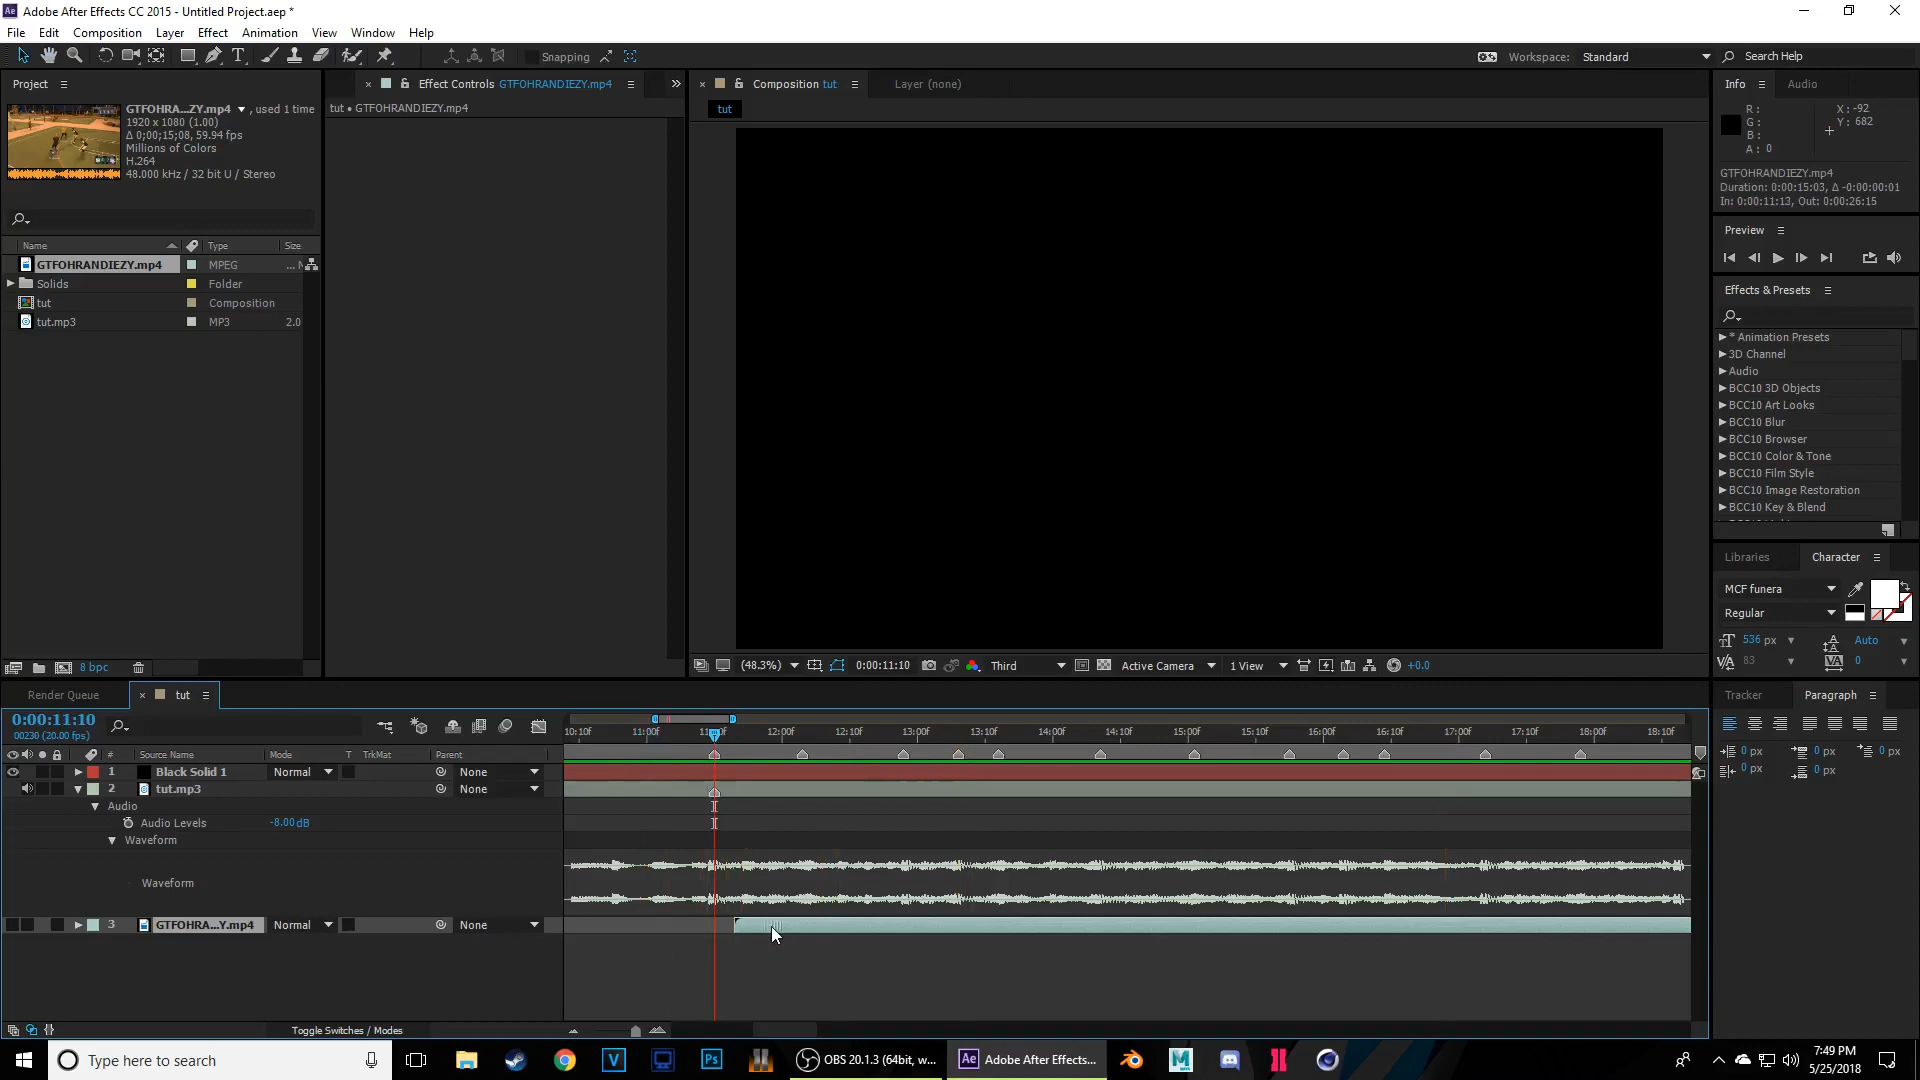 Adobe After Effects CC 2015 - Untitled Project.aep *
File Edit Composition Layer Effect Animation View Window Help
Snapping
Workspace: Standard
Search Help
Project
GTFOHRA...ZY.mp4 , used 1 time
1920 x 1080 (1.00)
Δ 0;00;15;08, 59.94 fps
Millions of Colors
H.264
48.000 kHz / 32 bit U / Stereo
Name Type Size
GTFOHRANDIEZY.mp4 MPEG
Solids Folder
tut Composition
tut.mp3 MP3 2.0
8 bpc
Effect Controls GTFOHRANDIEZY.mp4
tut • GTFOHRANDIEZY.mp4
Composition tut
Layer (none)
tut
(48.3%) 0:00:11:10 Third Active Camera 1 View +0.0
Info Audio
R : X : -92
G : Y : 682
B :
A : 0
GTFOHRANDIEZY.mp4
Duration: 0:00:15:03, Δ -0:00:00:01
In: 0:00:11:13, Out: 0:00:26:15
Preview
Effects & Presets
* Animation Presets
3D Channel
Audio
BCC10 3D Objects
BCC10 Art Looks
BCC10 Blur
BCC10 Browser
BCC10 Color & Tone
BCC10 Film Style
BCC10 Image Restoration
BCC10 Key & Blend
Libraries Character
MCF funera
Regular
536 px Auto
83 0
Tracker Paragraph
0 px 0 px 0 px
0 px 0 px
Render Queue tut
0:00:11:10
00230 (20.00 fps)
# Source Name Mode T TrkMat Parent
10:10f 11:00f 12:00f 12:10f 13:00f 13:10f 14:00f 14:10f 15:00f 15:10f 16:00f 16:10f 17:00f 17:10f 18:00f 18:10f
1 Black Solid 1 Normal None
2 tut.mp3 None
Audio
Audio Levels -8.00dB
Waveform
Waveform
3 GTFOHRA...Y.mp4 Normal None
Toggle Switches / Modes
Type here to search
OBS 20.1.3 (64bit, w...
Adobe After Effects...
7:49 PM
5/25/2018